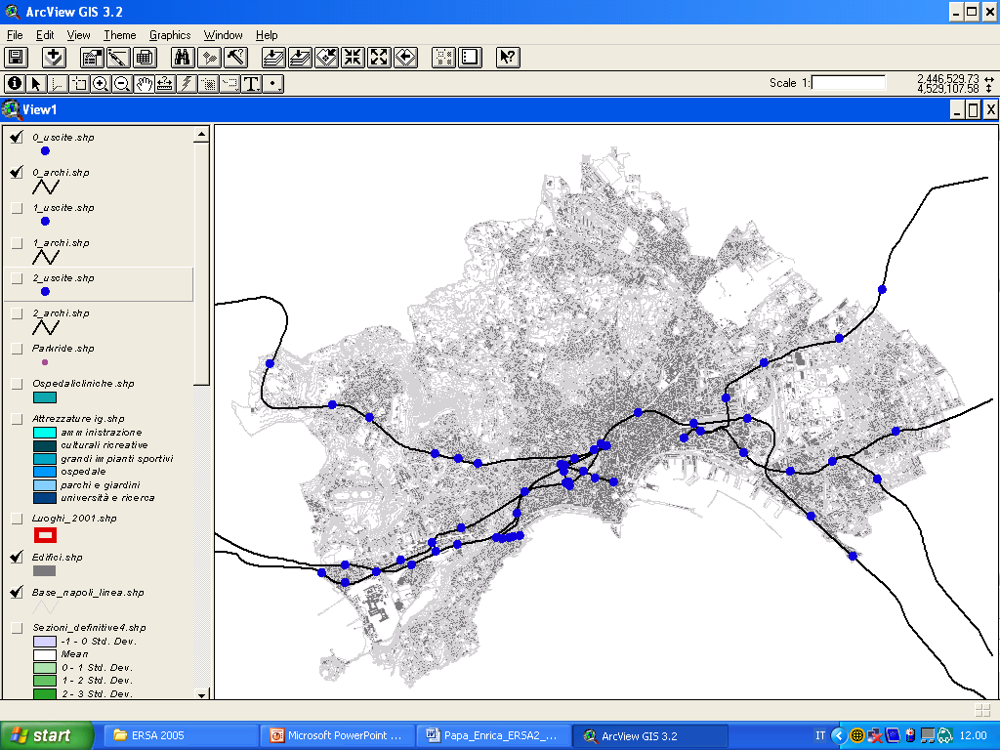 ArcView GIS 3.2
File Edit View Theme Graphics Window Help
Scale 1: 2,446,529.73
4,529,107.58
View1
0_uscite.shp
0_archi.shp
1_uscite.shp
1_archi.shp
2_uscite.shp
2_archi.shp
Parkride.shp
Ospedalicliniche.shp
Attrezzature ig.shp
amministrazione
culturali ricreative
grandi impianti sportivi
ospedale
parchi e giardini
università e ricerca
Luoghi_2001.shp
Edifici.shp
Base_napoli_linea.shp
Sezioni_definitive4.shp
-1 - 0 Std. Dev.
Mean
0 - 1 Std. Dev.
1 - 2 Std. Dev.
2 - 3 Std. Dev.
start ERSA 2005 Microsoft PowerPoint ... Papa_Enrica_ERSA2_... ArcView GIS 3.2 IT 12.00